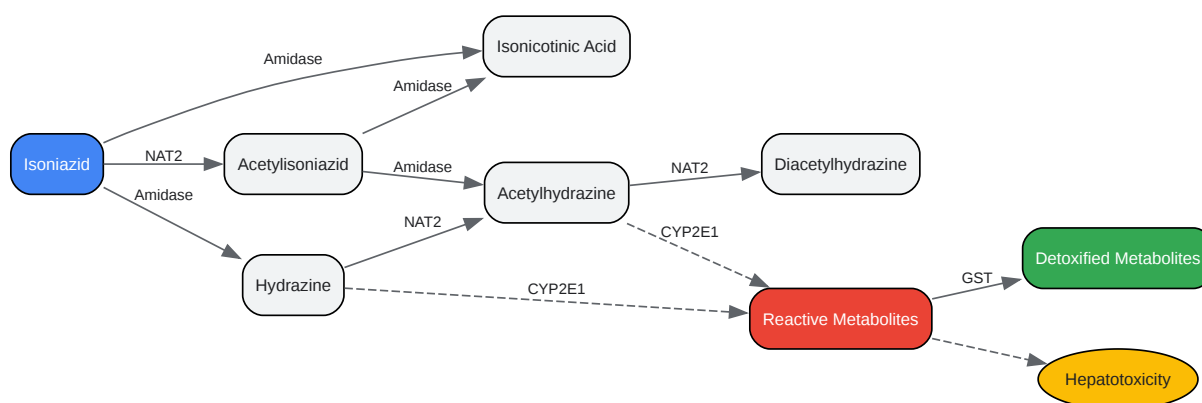 Isonicotinic Acid
Amidase
Amidase
Isoniazid
NAT2
Acetylisoniazid
Amidase
Acetylhydrazine
NAT2
Diacetylhydrazine
Amidase
NAT2
CYP2E1
Hydrazine
CYP2E1
Reactive Metabolites
GST
Detoxified Metabolites
Hepatotoxicity